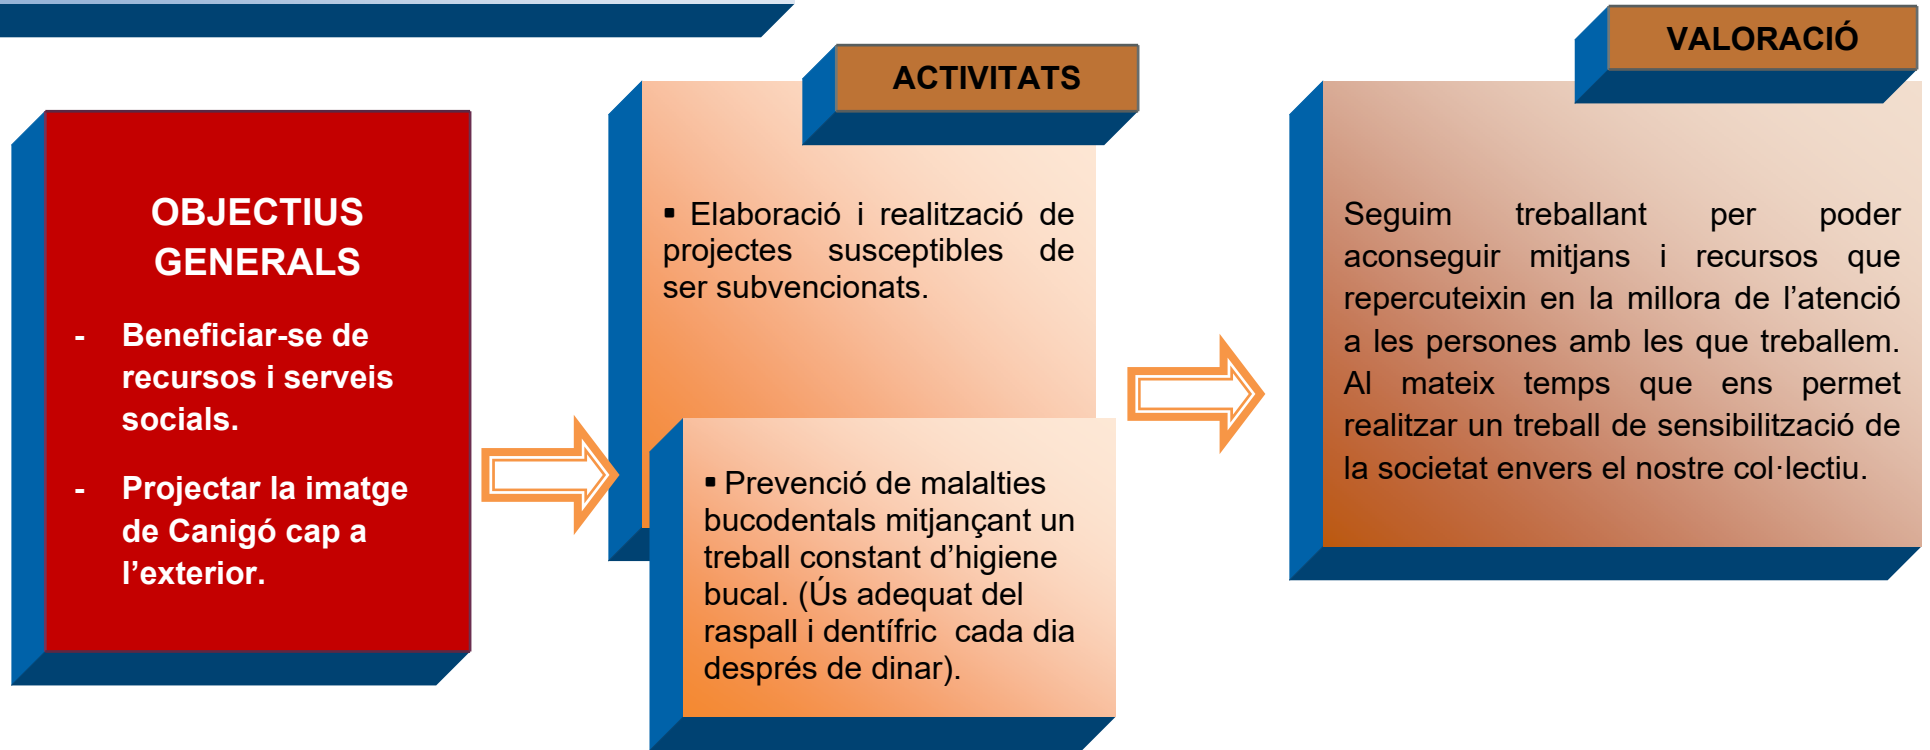 OBJECTIUS
GENERALS
- Beneficiar-se de
recursos i serveis
socials.
- Projectar la imatge
de Canigó cap a
l’exterior.
ACTIVITATS
▪ Elaboració i realització de
projectes susceptibles de
ser subvencionats.
▪ Prevenció de malalties
bucodentals mitjançant un
treball constant d’higiene
bucal. (Ús adequat del
raspall i dentífric cada dia
després de dinar).
VALORACIÓ
Seguim treballant per poder
aconseguir mitjans i recursos que
repercuteixin en la millora de l’atenció
a les persones amb les que treballem.
Al mateix temps que ens permet
realitzar un treball de sensibilització de
la societat envers el nostre col·lectiu.